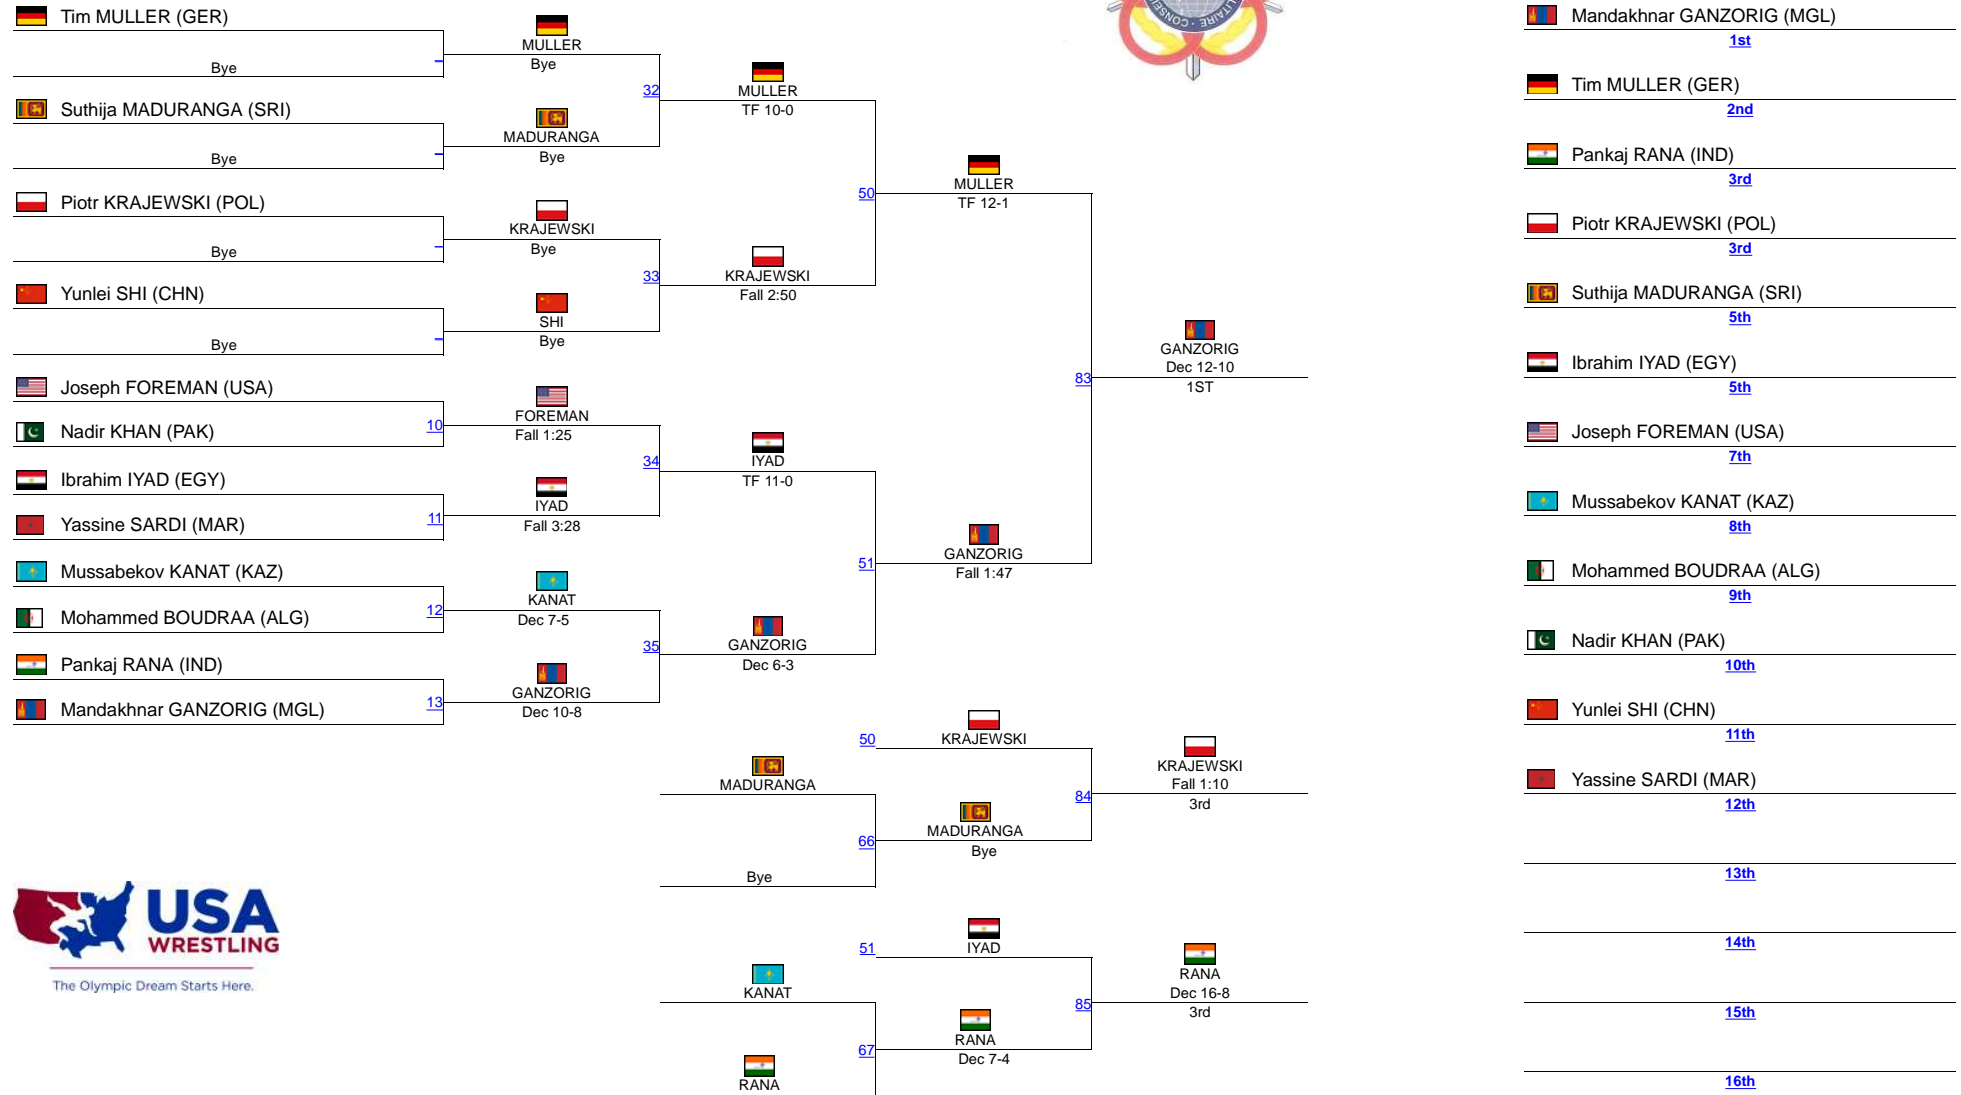 Tim MULLER (GER)
Bye
Suthija MADURANGA (SRI)
Bye
Piotr KRAJEWSKI (POL)
Bye
Yunlei SHI (CHN)
Bye
Joseph FOREMAN (USA)
10
Nadir KHAN (PAK)
Ibrahim IYAD (EGY)
11
Yassine SARDI (MAR)
Mussabekov KANAT (KAZ)
12
Mohammed BOUDRAA (ALG)
Pankaj RANA (IND)
13
Mandakhnar GANZORIG (MGL)
MULLER
Bye
32
MADURANGA
Bye
KRAJEWSKI
Bye
33
SHI
Bye
FOREMAN
Fall 1:25
34
IYAD
Fall 3:28
KANAT
Dec 7-5
35
GANZORIG
Dec 10-8
MULLER
TF 10-0
50
KRAJEWSKI
Fall 2:50
IYAD
TF 11-0
51
GANZORIG
Dec 6-3
MULLER
TF 12-1
83
GANZORIG
Fall 1:47
GANZORIG
Dec 12-10
1ST
MADURANGA
66
Bye
50
KRAJEWSKI
84
MADURANGA
Bye
KRAJEWSKI
Fall 1:10
3rd
KANAT
67
RANA
51
IYAD
85
RANA
Dec 7-4
RANA
Dec 16-8
3rd
Mandakhnar GANZORIG (MGL)
1st
Tim MULLER (GER)
2nd
Pankaj RANA (IND)
3rd
Piotr KRAJEWSKI (POL)
3rd
Suthija MADURANGA (SRI)
5th
Ibrahim IYAD (EGY)
5th
Joseph FOREMAN (USA)
7th
Mussabekov KANAT (KAZ)
8th
Mohammed BOUDRAA (ALG)
9th
Nadir KHAN (PAK)
10th
Yunlei SHI (CHN)
11th
Yassine SARDI (MAR)
12th
13th
14th
15th
16th
USA
WRESTLING
The Olympic Dream Starts Here.